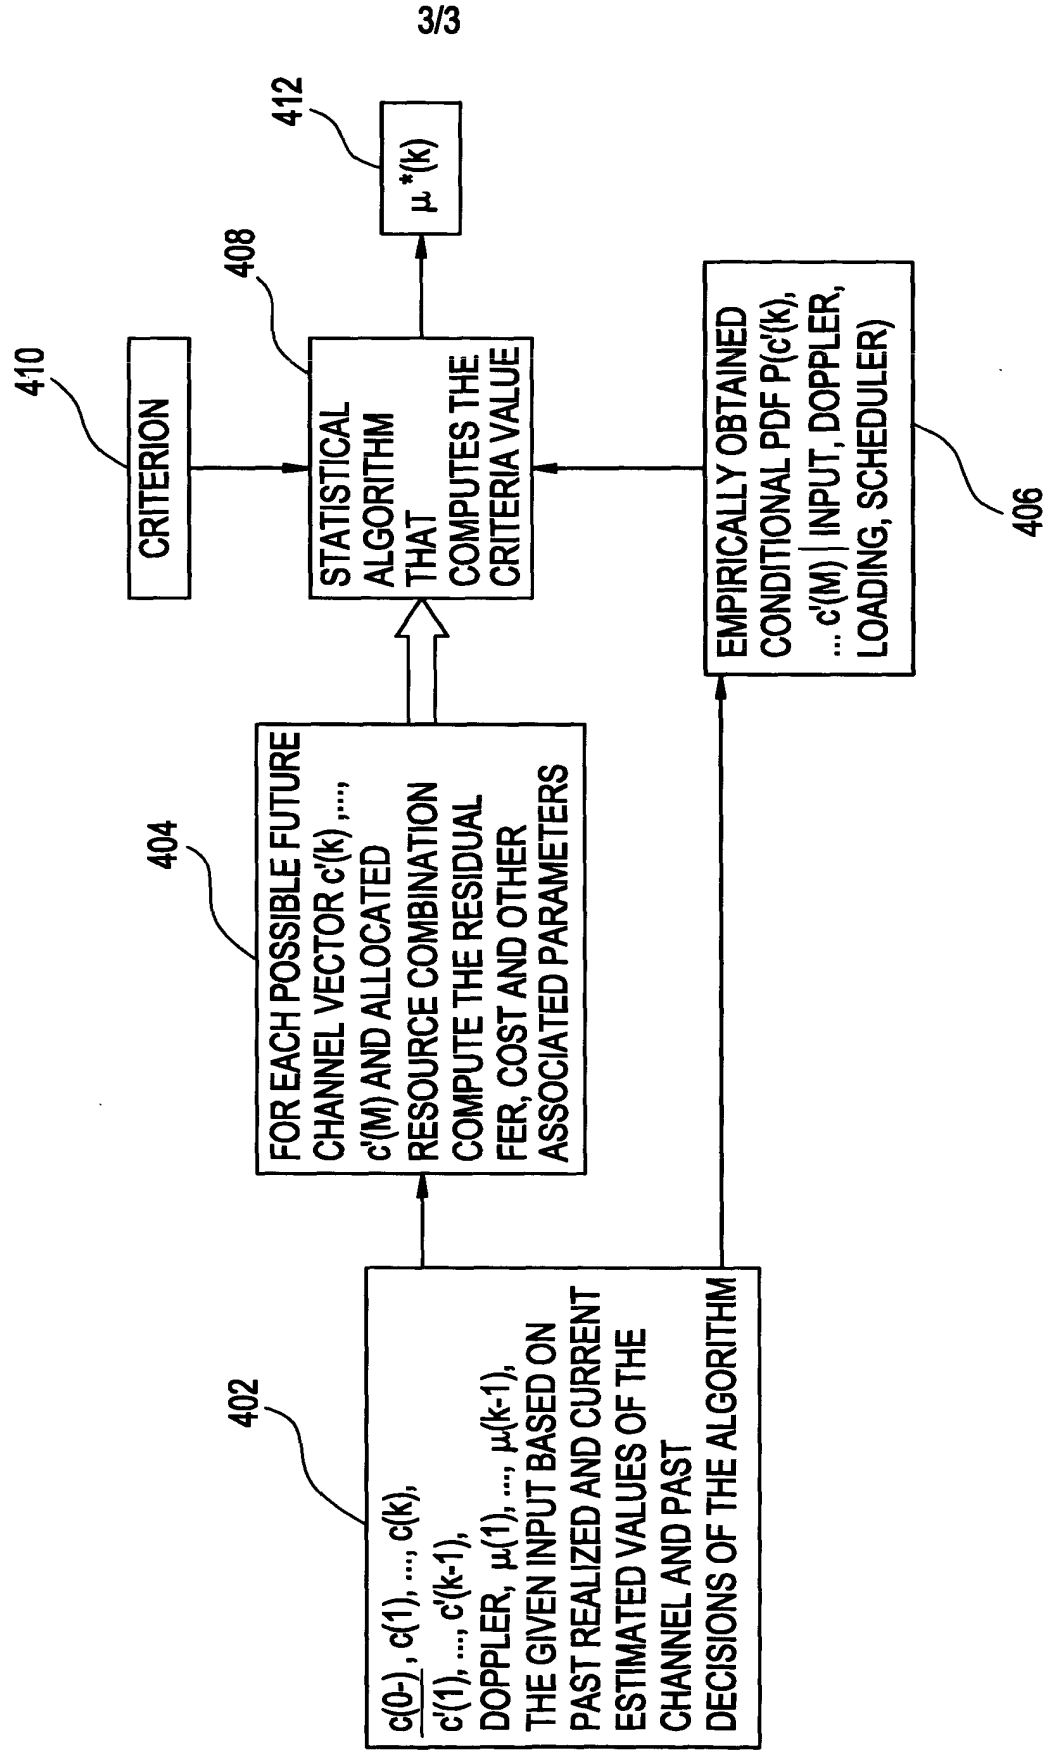 3/3
402
c(0-) , c(1), ..., c(k),
c'(1), ..., c'(k-1),
DOPPLER, μ(1), ..., μ(k-1),
THE GIVEN INPUT BASED ON
PAST REALIZED AND CURRENT
ESTIMATED VALUES OF THE
CHANNEL AND PAST
DECISIONS OF THE ALGORITHM
404
FOR EACH POSSIBLE FUTURE
CHANNEL VECTOR c'(k) ,...,
c'(M) AND ALLOCATED
RESOURCE COMBINATION
COMPUTE THE RESIDUAL
FER, COST AND OTHER
ASSOCIATED PARAMETERS
410
CRITERION
408
STATISTICAL
ALGORITHM
THAT
COMPUTES THE
CRITERIA VALUE
412
μ*(k)
EMPIRICALLY OBTAINED
CONDITIONAL PDF P(c'(k),
... c'(M) | INPUT, DOPPLER,
LOADING, SCHEDULER)
406